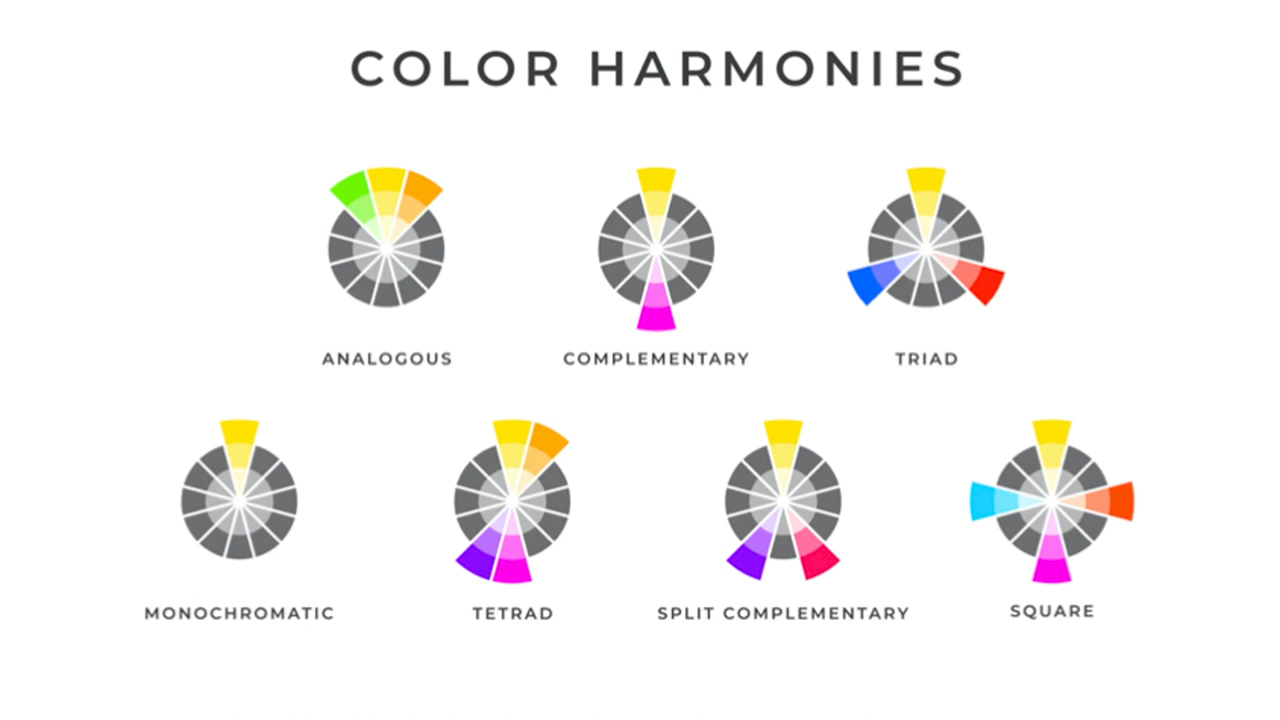 COLOR HARMONIES
ANALOGOUS
COMPLEMENTARY
TRIAD
MONOCHROMATIC
TETRAD
SPLIT COMPLEMENTARY
SQUARE